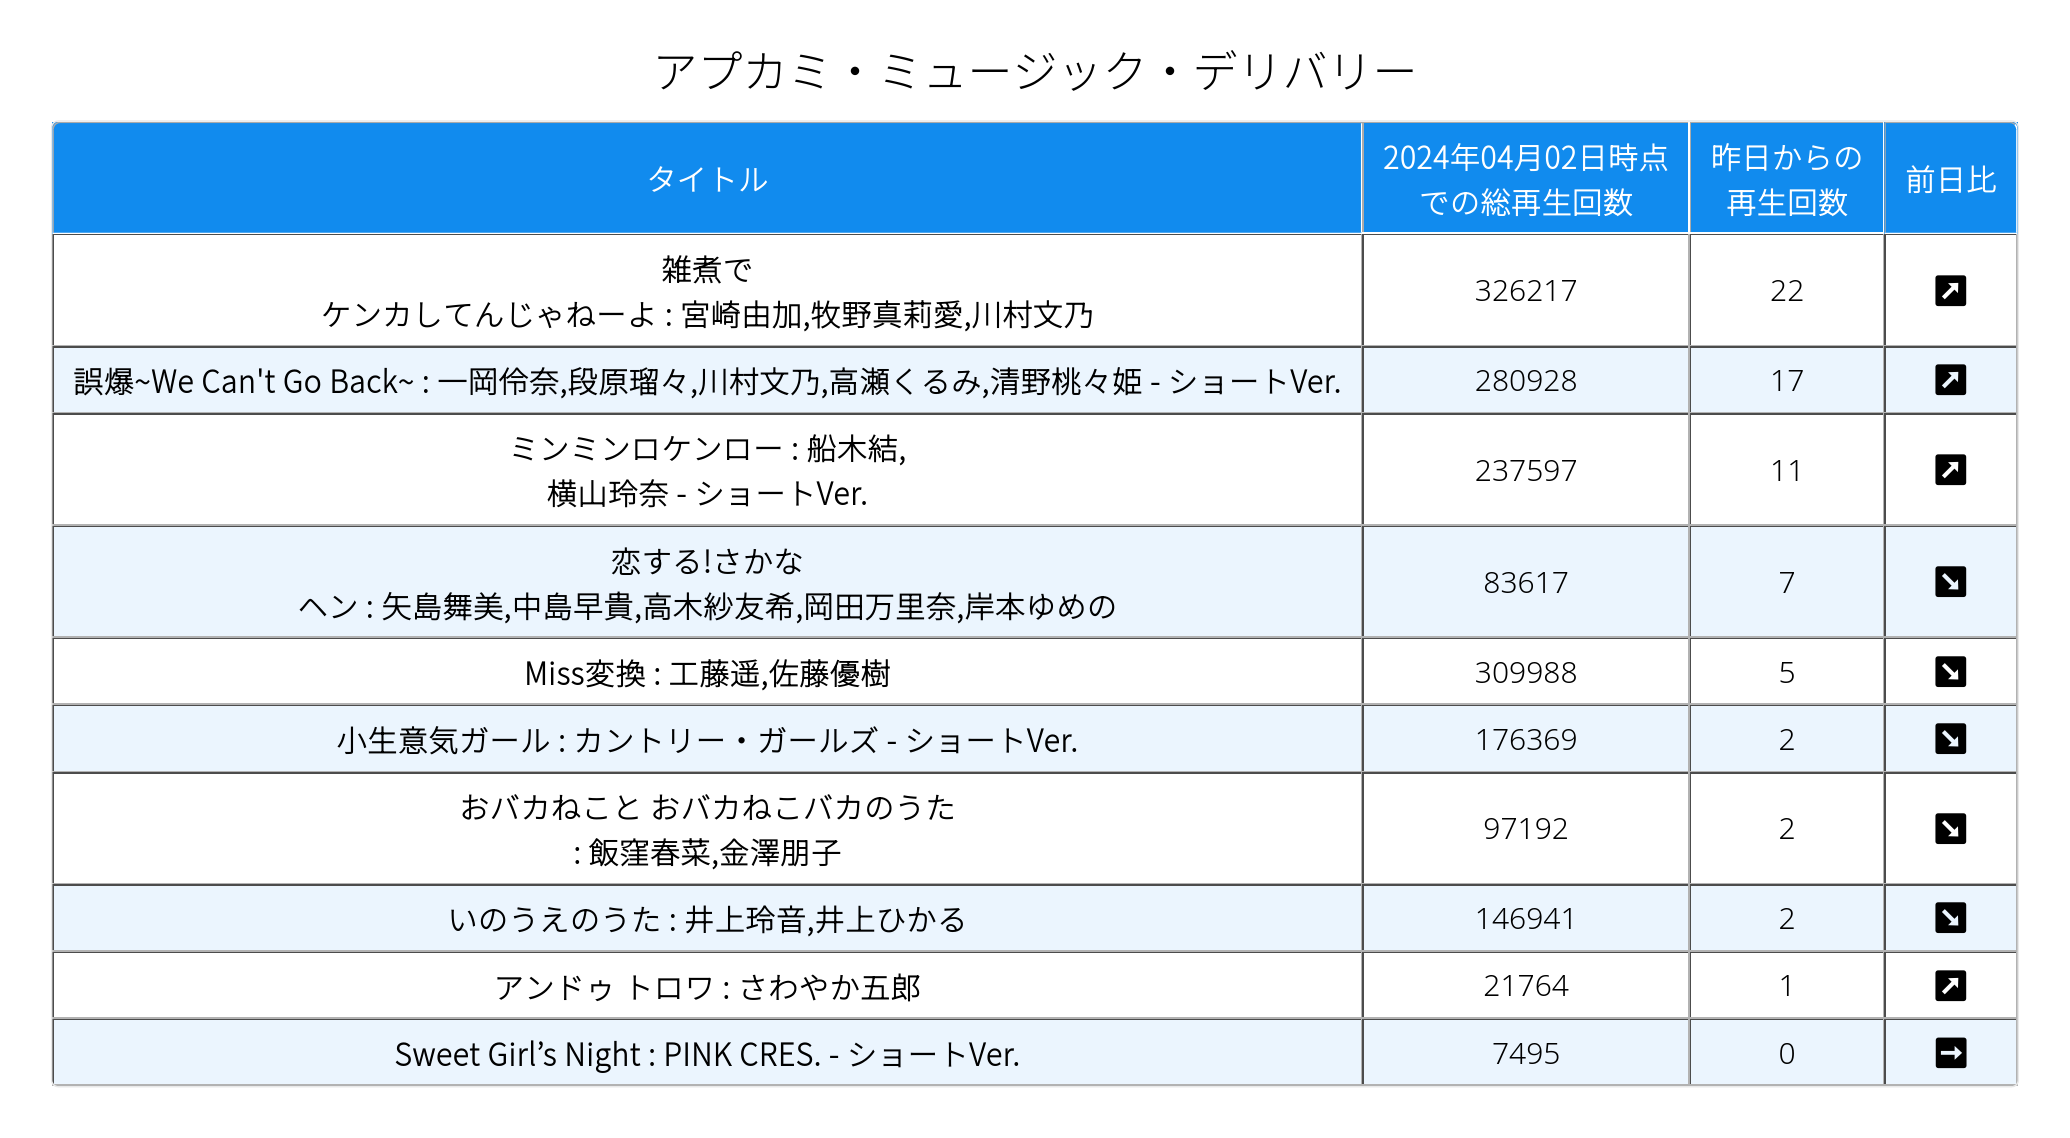 アプカミ・ミュージック・デリバリー
タイトル
2024年04月02日時点
での総再生回数
昨日からの
再生回数
前日比
雑煮で
ケンカしてんじゃねーよ : 宮崎由加,牧野真莉愛,川村文乃
326217
22
↗
誤爆~We Can't Go Back~ : 一岡伶奈,段原瑠々,川村文乃,高瀬くるみ,清野桃々姫 - ショートVer.
280928
17
↗
ミンミンロケンロー : 船木結,
横山玲奈 - ショートVer.
237597
11
↗
恋する!さかな
ヘン : 矢島舞美,中島早貴,高木紗友希,岡田万里奈,岸本ゆめの
83617
7
↘
Miss変換 : 工藤遥,佐藤優樹
309988
5
↘
小生意気ガール : カントリー・ガールズ - ショートVer.
176369
2
↘
おバカねこと おバカねこバカのうた
: 飯窪春菜,金澤朋子
97192
2
↘
いのうえのうた : 井上玲音,井上ひかる
146941
2
↘
アンドゥ トロワ : さわやか五郎
21764
1
↗
Sweet Girl’s Night : PINK CRES. - ショートVer.
7495
0
→